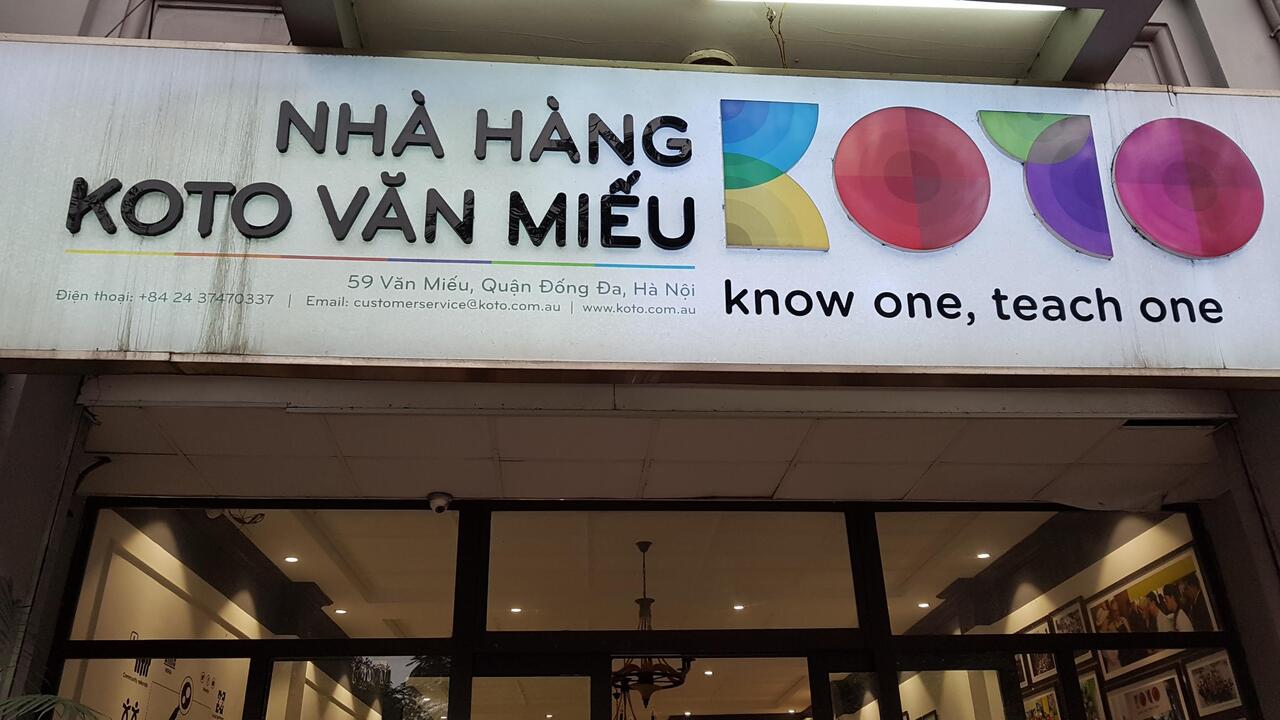 NHÀ HÀNG
KOTO VĂN MIẾU
59 Văn Miếu, Quận Đống Đa, Hà Nội
Điện thoại: +84 24 37470337 | Email: customerservice@koto.com.au | www.koto.com.au
KOTO
know one, teach one
KOTO